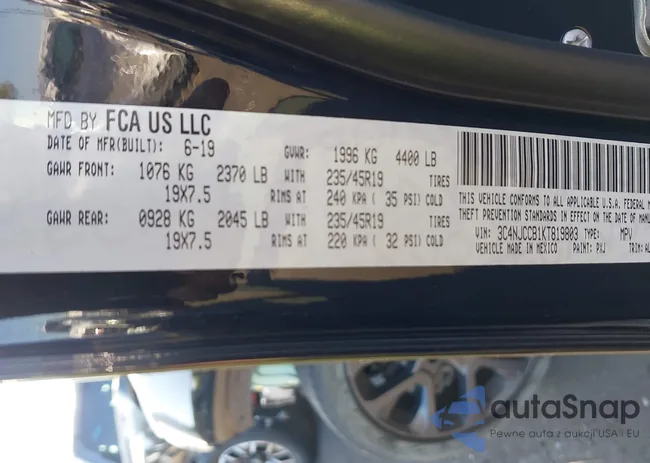 MFD BY FCA US LLC
DATE OF MFR(BUILT): 6-19 GVWR: 1996 KG 4400 LB
GAWR FRONT: 1076 KG 2370 LB WITH 235/45R19 TIRES
19X7.5 RIMS AT 240 KPA ( 35 PSI) COLD
GAWR REAR: 0928 KG 2045 LB WITH 235/45R19 TIRES
19X7.5 RIMS AT 220 KPA ( 32 PSI) COLD
THIS VEHICLE CONFORMS TO ALL APPLICABLE U.S.A. FEDERAL
THEFT PREVENTION STANDARDS IN EFFECT ON THE DATE OF MANU
VIN: 3C4NJCCB1KT819803 TYPE: MPV
VEHICLE MADE IN MEXICO PAINT: PXJ TRIM:
autaSnap
Pewne auta z aukcji USA i EU